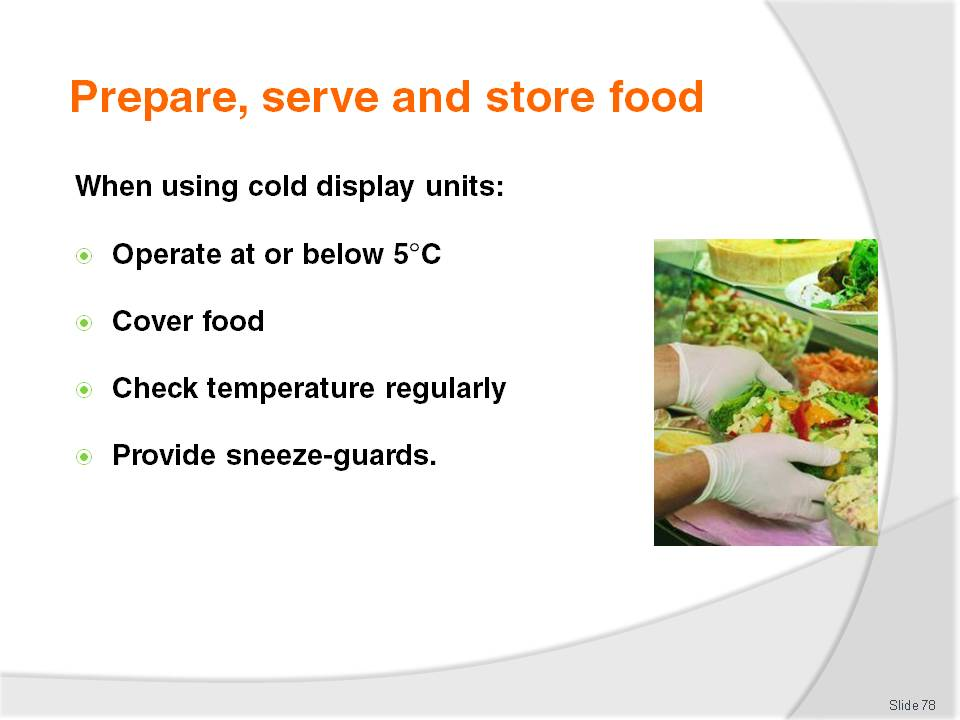 Prepare, serve and store food
When using cold display units:
Operate at or below 5°C
Cover food
Check temperature regularly
Provide sneeze-guards.
Slide 78